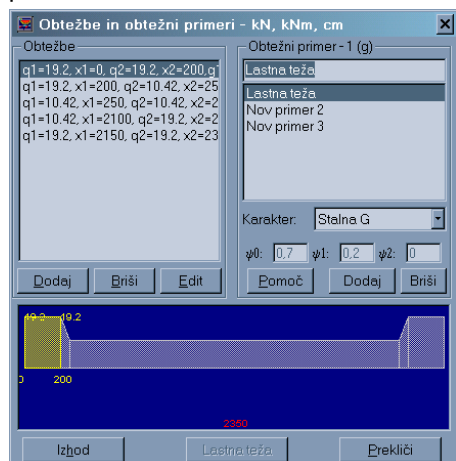 Obtežbe in obtežni primeri - kN, kNm, cm
Obtežbe
q1=19.2, x1=0, q2=19.2, x2=200,
q1=19.2, x1=200, q2=10.42, x2=25
q1=10.42, x1=250, q2=10.42, x2=2
q1=10.42, x1=2100, q2=19.2, x2=2
q1=19.2, x1=2150, q2=19.2, x2=23
Dodaj Briši Edit
Obtežni primer - 1 (g)
Lastna teža
Lastna teža
Nov primer 2
Nov primer 3
Karakter: Stalna G
ψ0: 0,7 ψ1: 0,2 ψ2: 0
Pomoč Dodaj Briši
19.2 19.2
0 200
2350
Izhod Lastna teža Prekliči